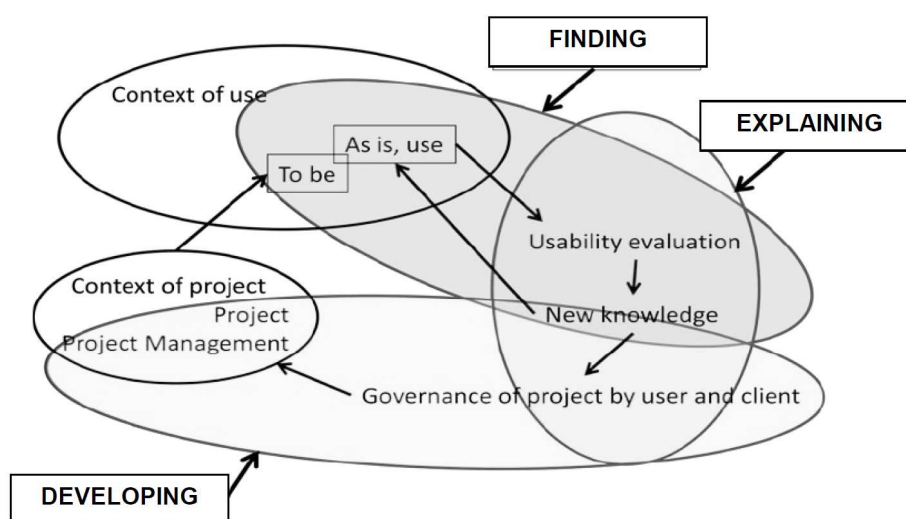 FINDING
EXPLAINING
Context of use
As is, use
To be
Usability evaluation
Context of project
Project
New knowledge
Project Management
Governance of project by user and client
DEVELOPING